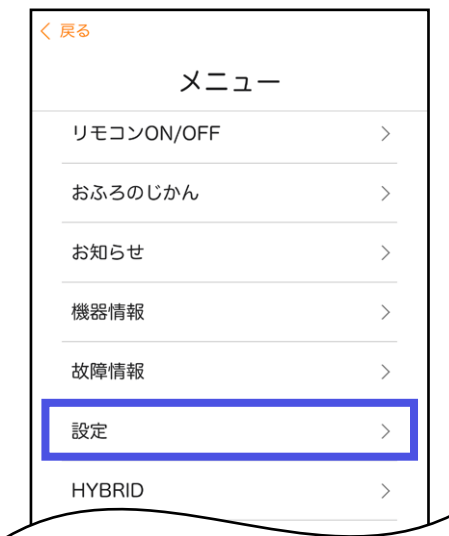 戻る
メニュー
リモコンON/OFF
おふろのじかん
お知らせ
機器情報
故障情報
設定
HYBRID